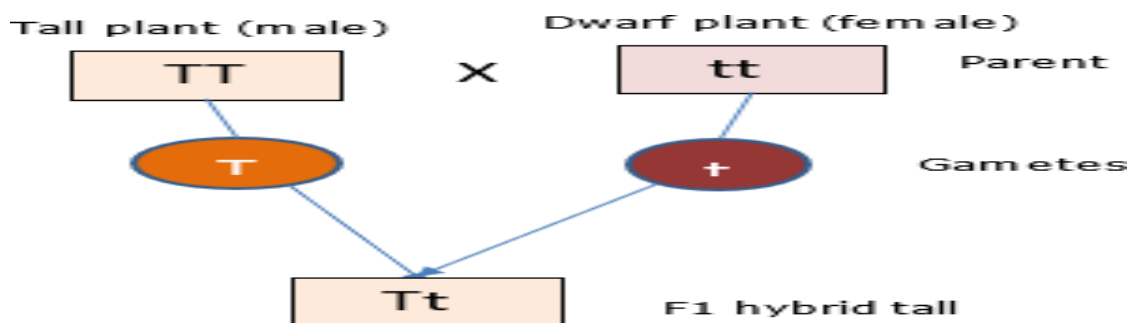 Tall plant (male)
Dwarf plant (female)
TT
X
tt
Parent
T
t
Gametes
Tt
F1 hybrid tall